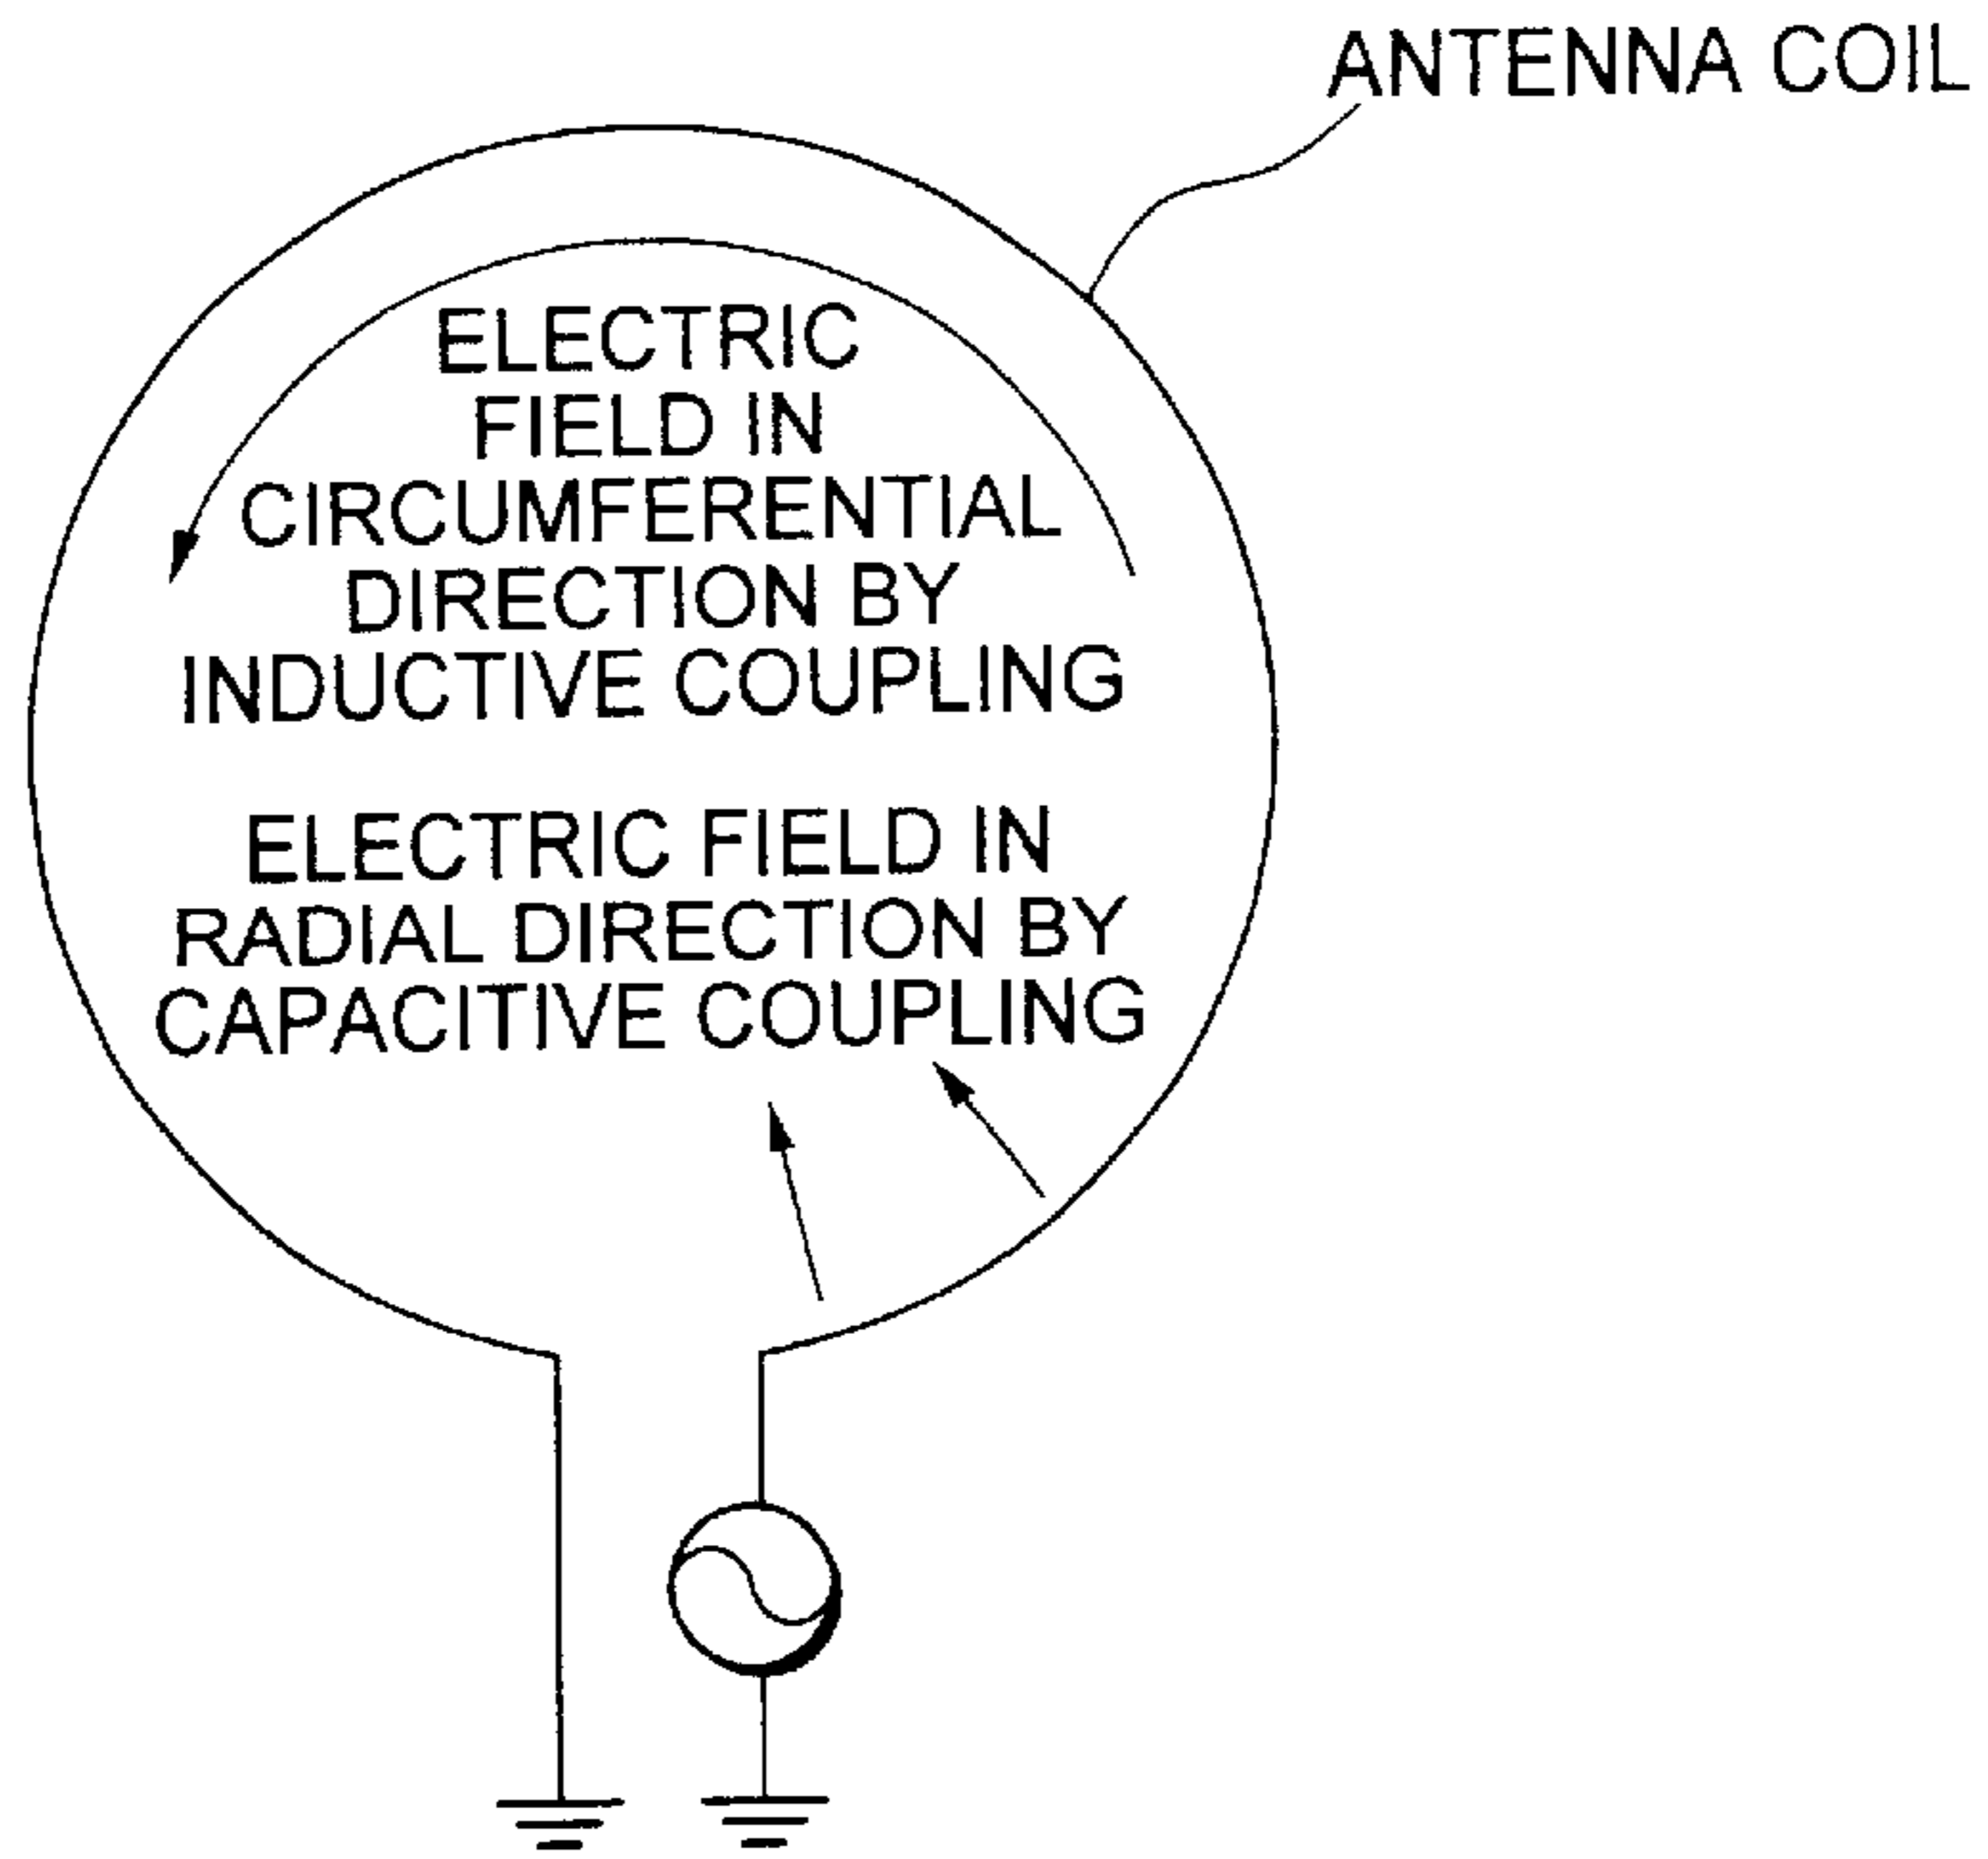 ANTENNA COIL
ELECTRIC
FIELD IN
CIRCUMFERENTIAL
DIRECTION BY
INDUCTIVE COUPLING
ELECTRIC FIELD IN
RADIAL DIRECTION BY
CAPACITIVE COUPLING